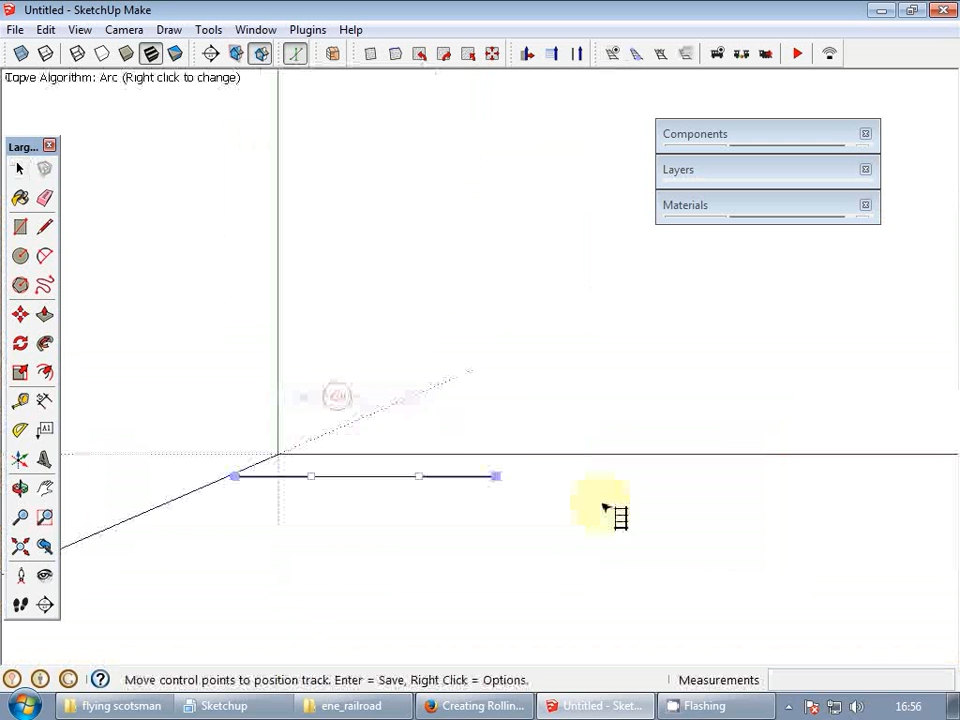 Untitled - SketchUp Make
File Edit View Camera Draw Tools Window Plugins Help
Algorithm: Arc (Right click to change)
Components
Larg...
Layers
Materials
A1
Move control points to position track. Enter = Save, Right Click = Options.
Measurements
flying scotsman
Sketchup
ene_railroad
Creating Rollin...
Untitled - Sket...
Flashing
16:56